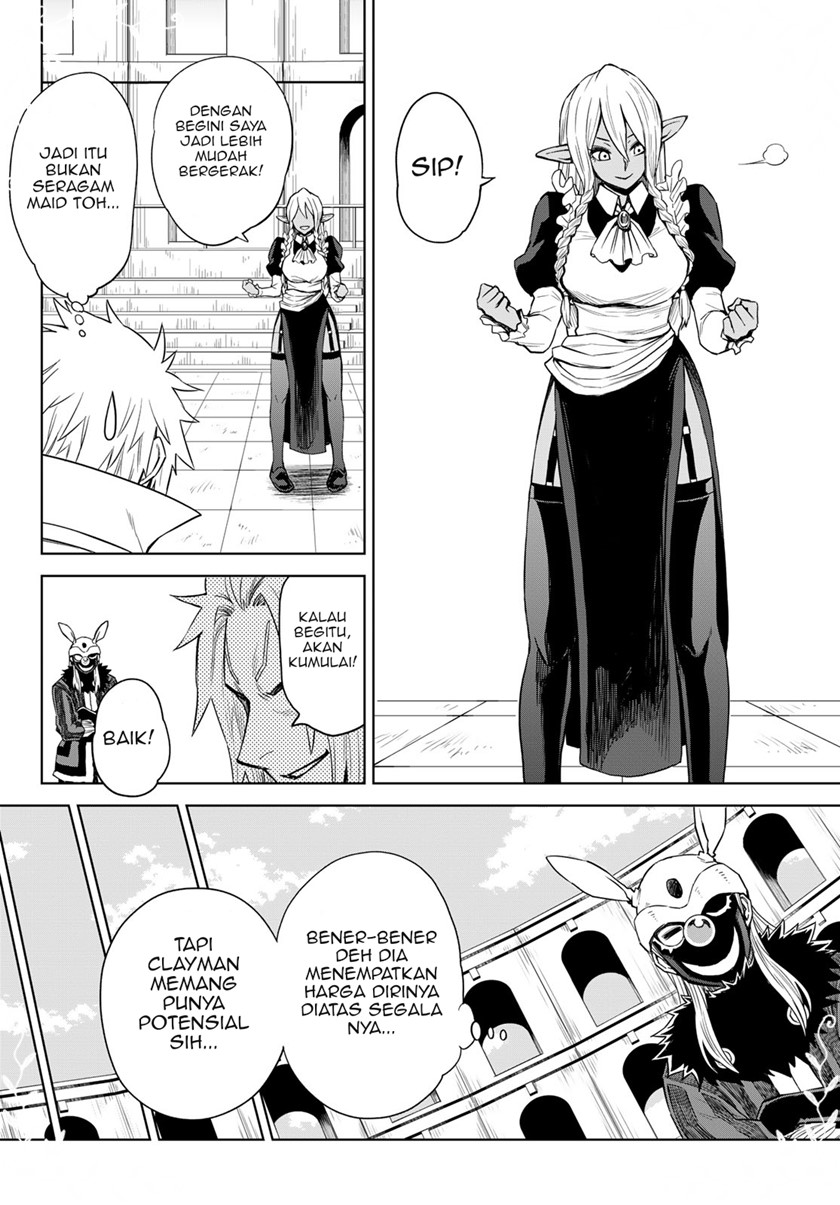 SIP!
DENGAN
BEGINI SAYA
JADI LEBIH
MUDAH
BERGERAK!
JADI ITU
BUKAN
SERAGAM
MAID TOH...
KALAU
BEGITU,
AKAN
KUMULAI!
BAIK!
BENER-BENER
DEH DIA
MENEMPATKAN
HARGA DIRINYA
DIATAS SEGALA
NYA...
TAPI
CLAYMAN
MEMANG
PUNYA
POTENSIAL
SIH...